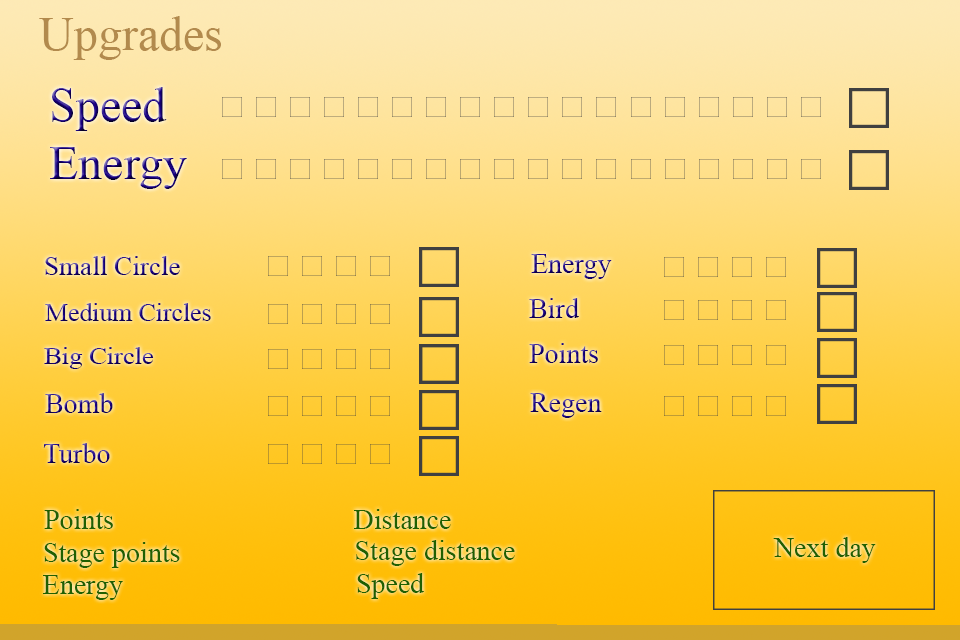 Upgrades
Speed
Energy
Small Circle
Medium Circles
Big Circle
Bomb
Turbo
Energy
Bird
Points
Regen
Points
Stage points
Energy
Distance
Stage distance
Speed
Next day